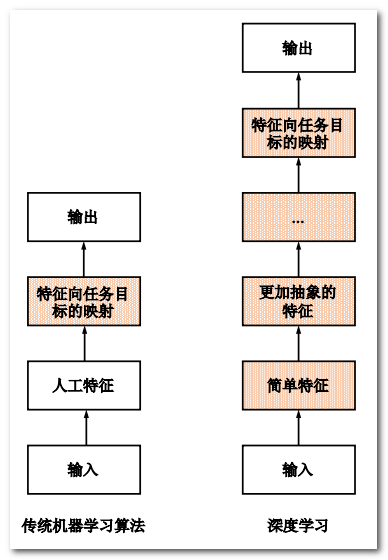 输出
特征向任务目
标的映射
人工特征
输入
传统机器学习算法
输出
特征向任务目
标的映射
...
更加抽象的
特征
简单特征
输入
深度学习